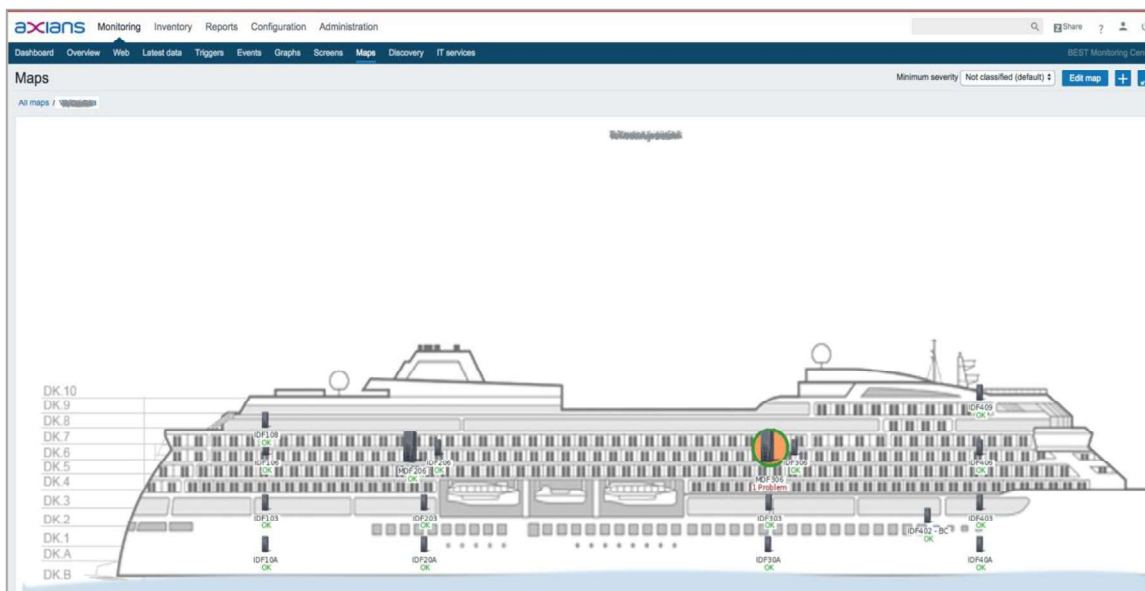 axians Monitoring Inventory Reports Configuration Administration Share ?
Dashboard Overview Web Latest data Triggers Events Graphs Screens Maps Discovery IT services BEST Monitoring Cen
Maps Minimum severity Not classified (default) Edit map +
All maps /
DK.10
DK.9 IDF409
OK
DK.8
IDF108
OK
DK.7
DK.6 IDF106 MDF206 IDF206 IDF306 IDF406
OK OK OK OK OK
DK.5
MDF306
1 Problem
DK.4
DK.3 IDF103 IDF203 IDF303 IDF403
OK OK OK OK
DK.2
IDF402 - BC
OK
DK.1
DK.A IDF10A IDF20A IDF30A IDF40A
OK OK OK OK
DK.B